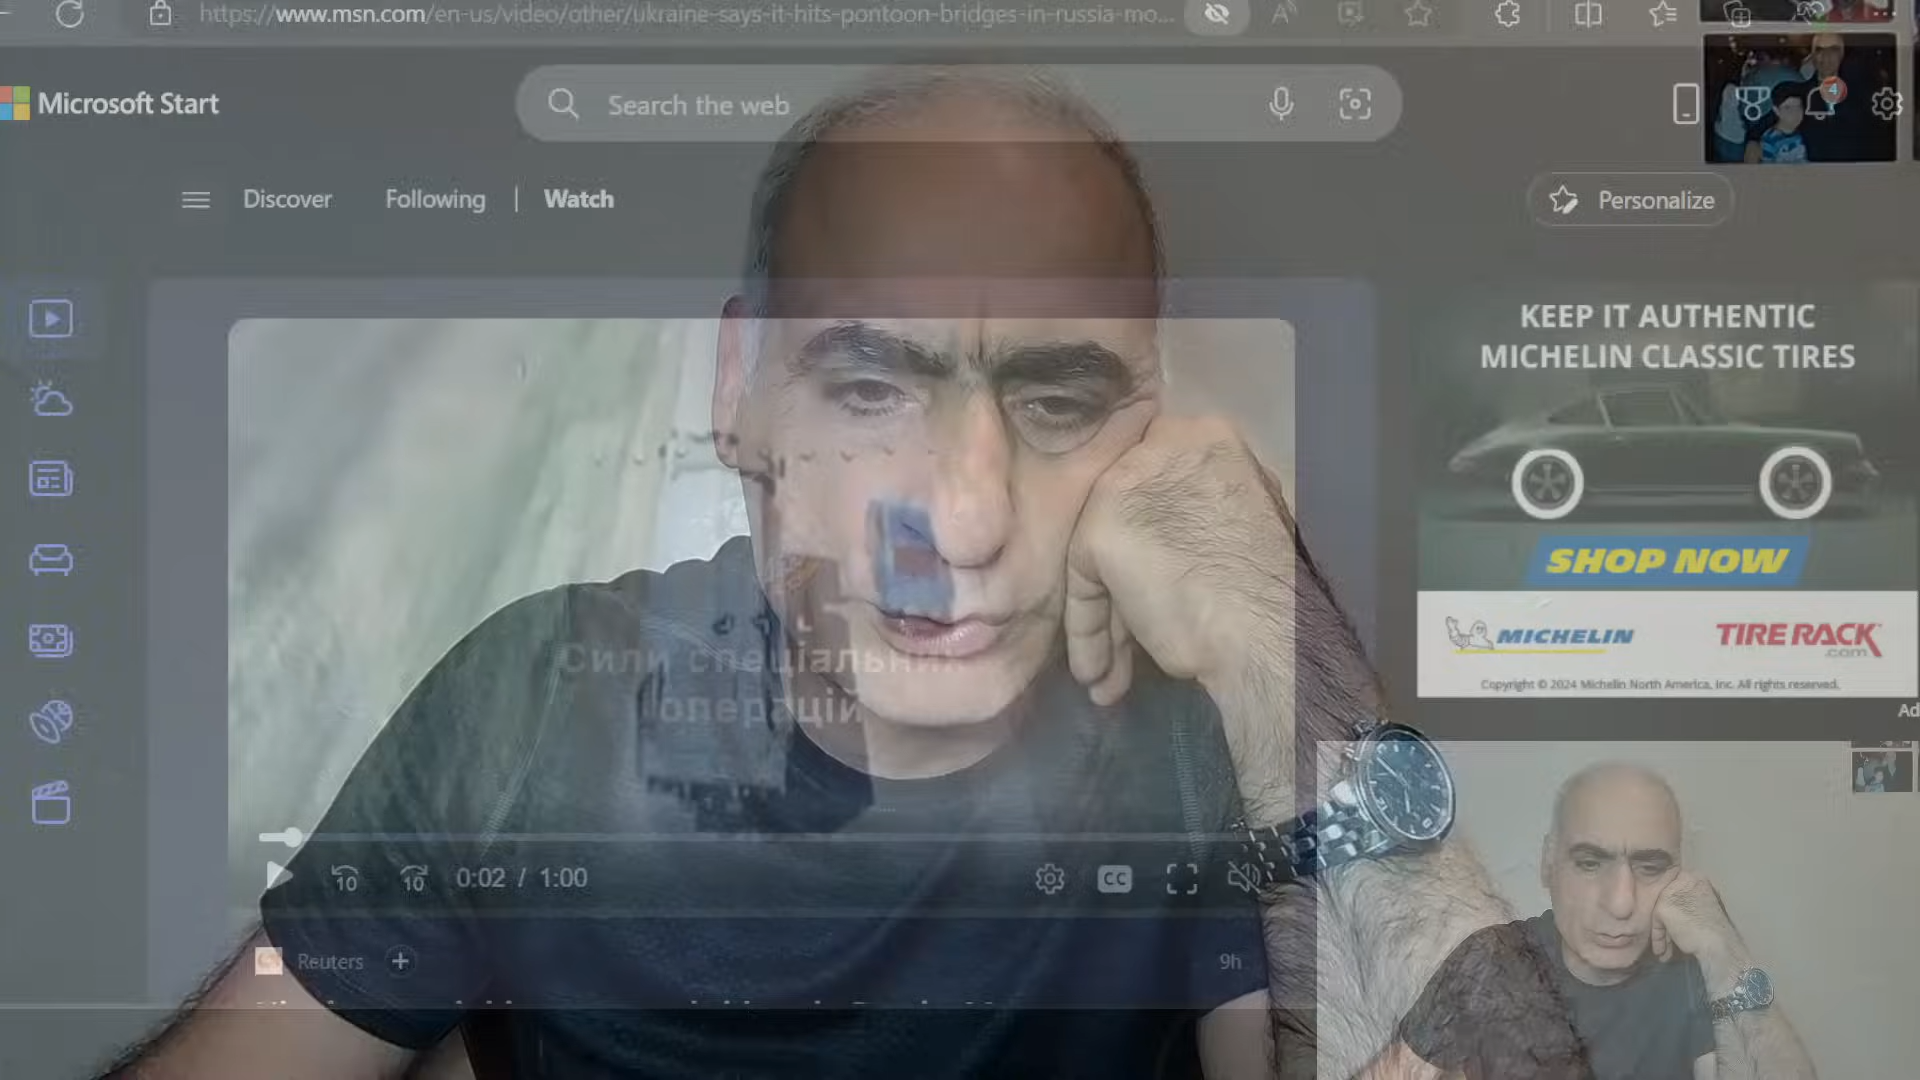 https://www.msn.com/en-us/video/other/ukraine-says-it-hits-pontoon-bridges-in-russia-mo...
Microsoft Start
Search the web
4
Discover
Following
Watch
Personalize
KEEP IT AUTHENTIC
MICHELIN CLASSIC TIRES
SHOP NOW
MICHELIN
TIRE RACK
.com
Copyright © 2024 Michelin North America, Inc. All rights reserved.
Ad
Сили спеціальних
операцій
10
10
0:02 / 1:00
CC
Reuters
9h